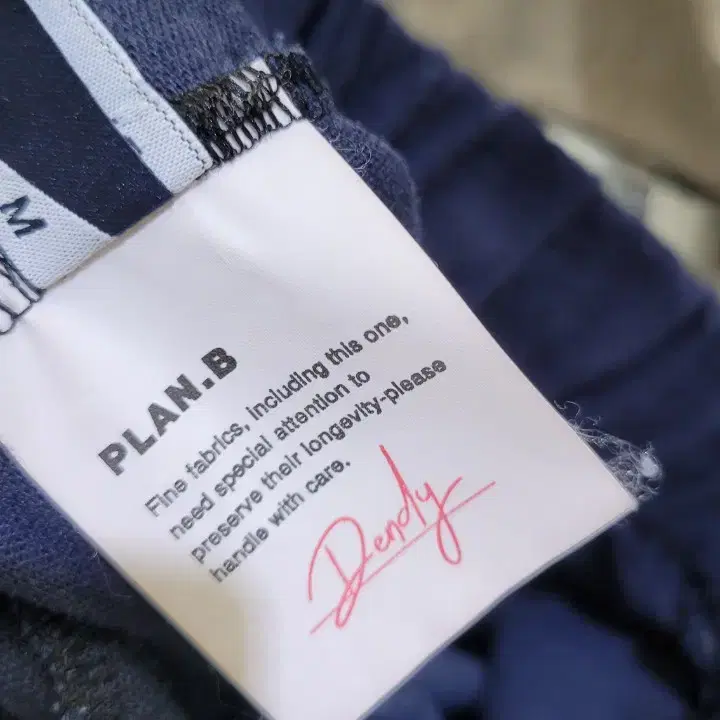 M
PLAN.B
Fine fabrics, including this one,
need special attention to
preserve their longevity-please
handle with care.
Dendy